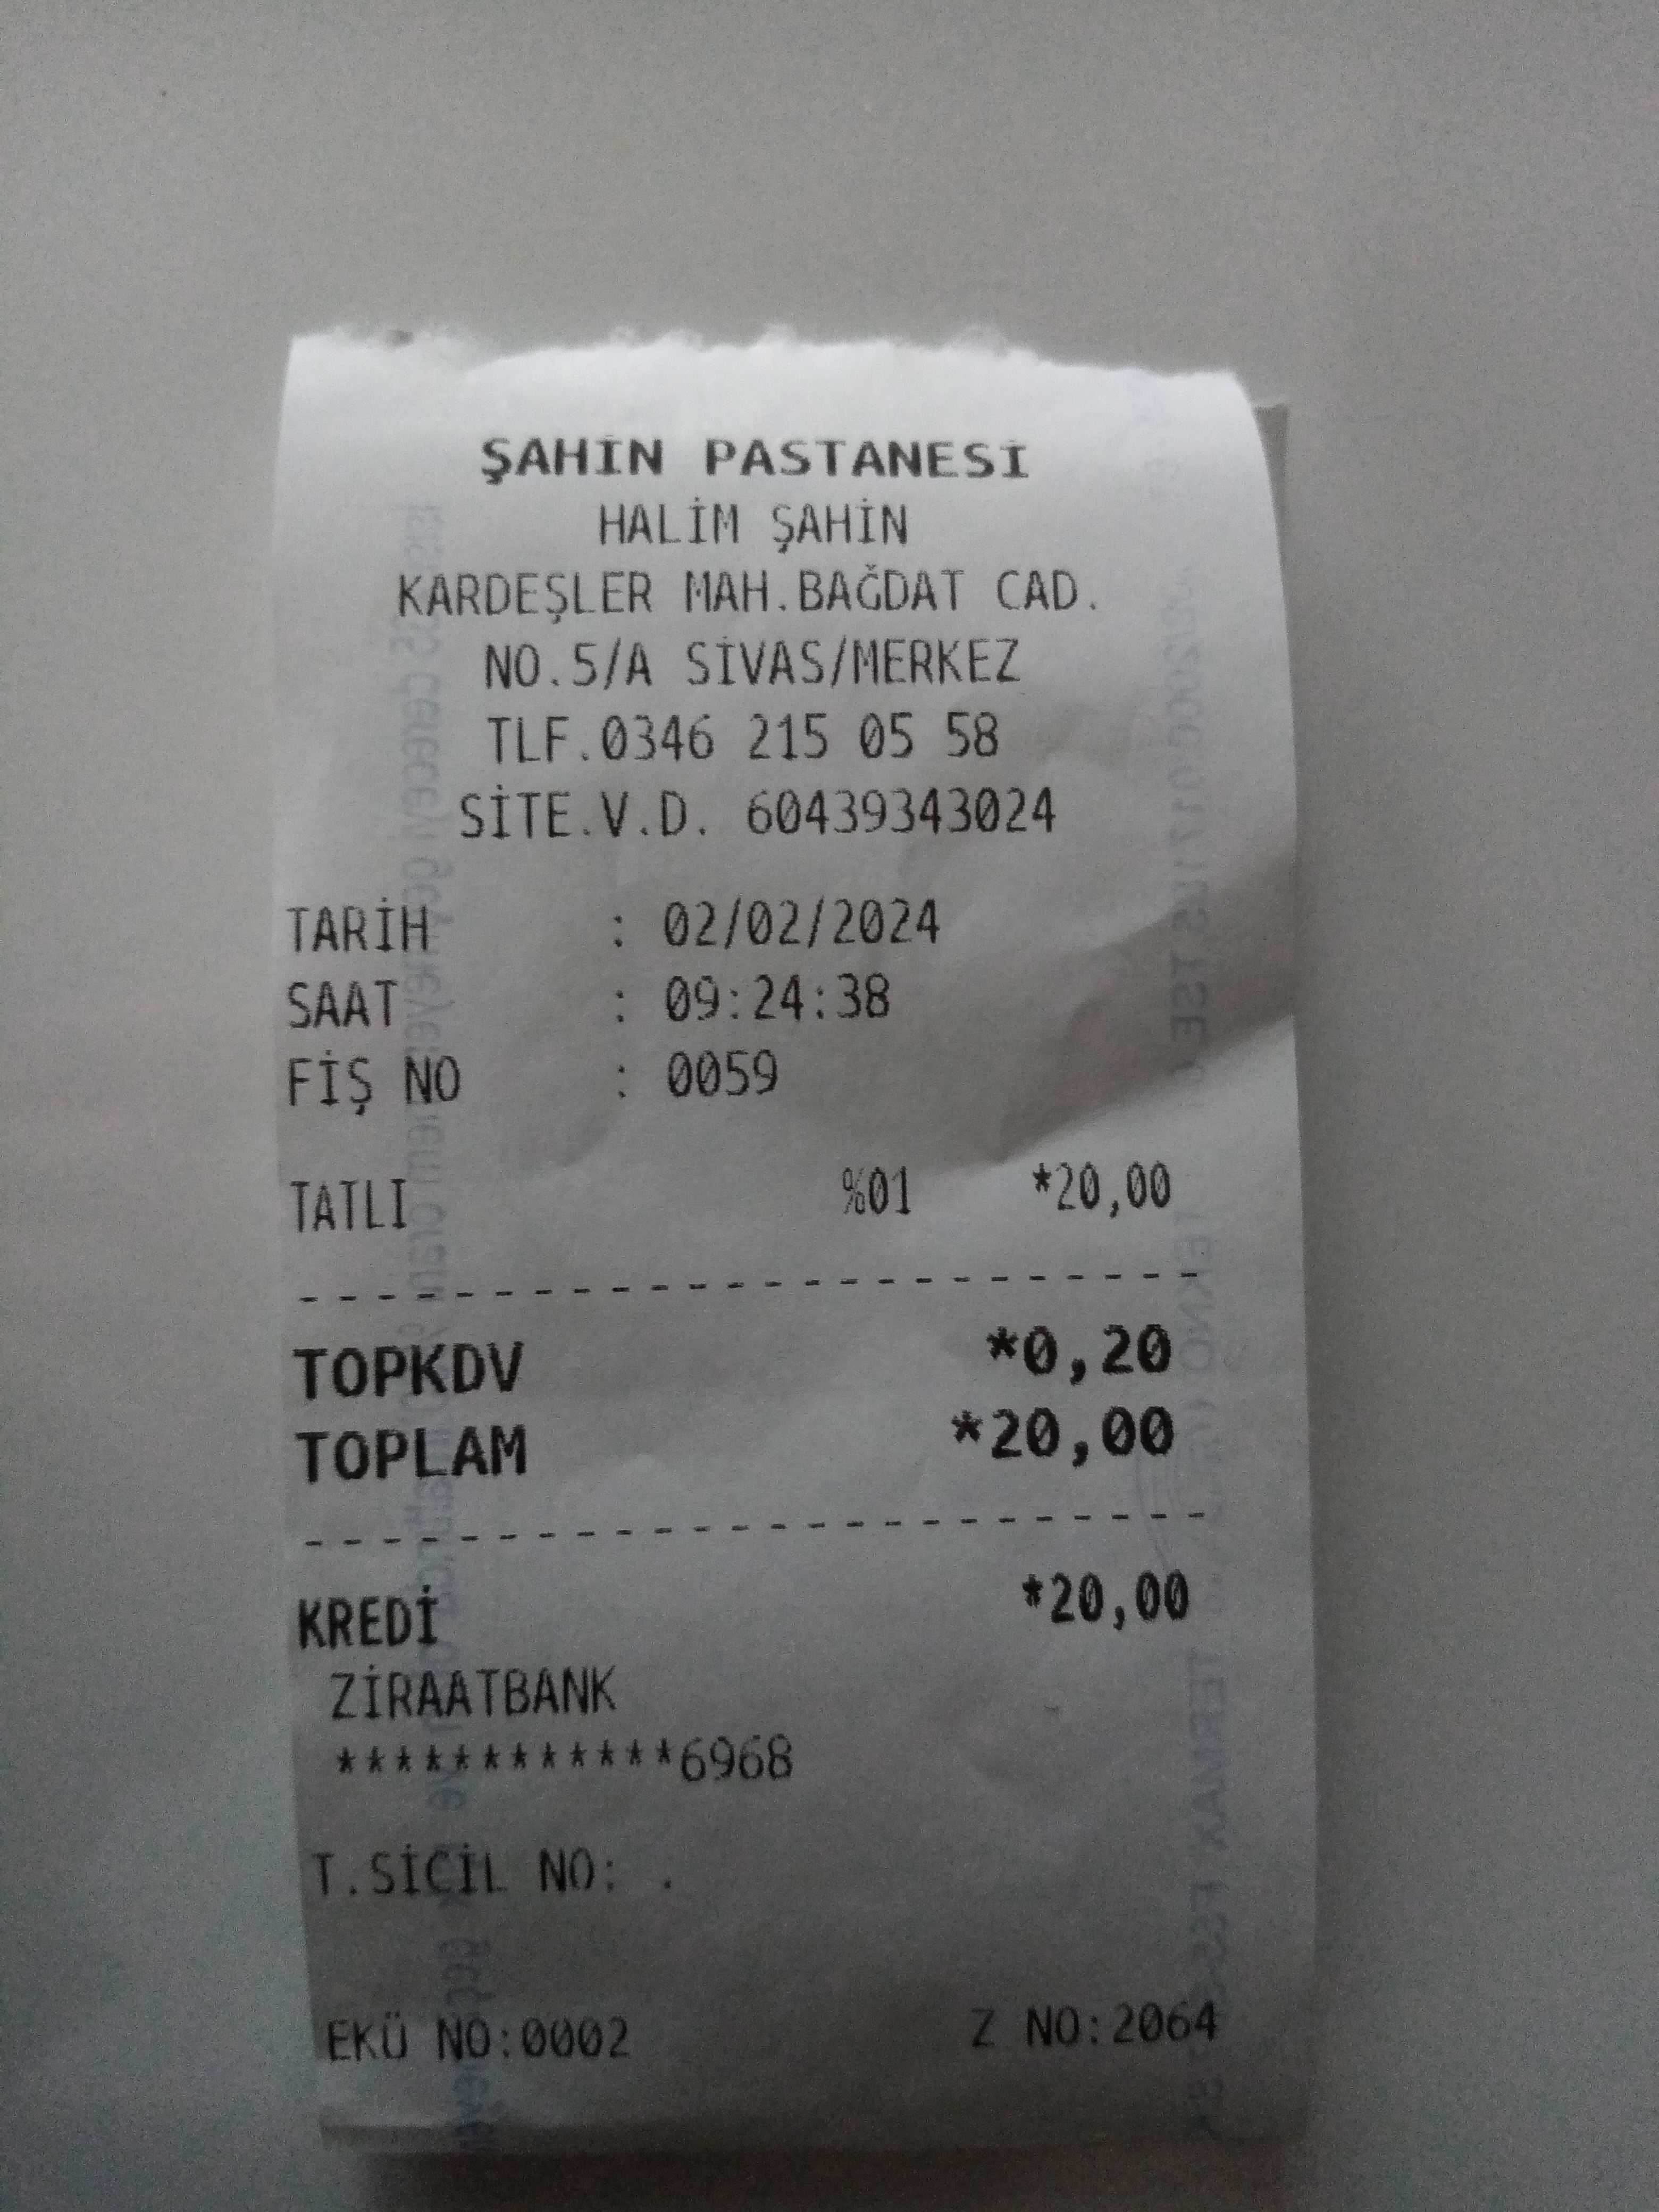 ŞAHİN PASTANESİ
HALİM ŞAHİN
KARDEŞLER MAH.BAĞDAT CAD.
NO.5/A SİVAS/MERKEZ
TLF.0346 215 05 58
SİTE.V.D. 60439343024
TARİH : 02/02/2024
SAAT : 09:24:38
FİŞ NO : 0059
TATLI %01 *20,00
------------------------
TOPKDV *0,20
TOPLAM *20,00
------------------------
KREDİ *20,00
ZİRAATBANK
************6968
T.SİCİL NO: .
EKÜ NO:0002 Z NO:2064